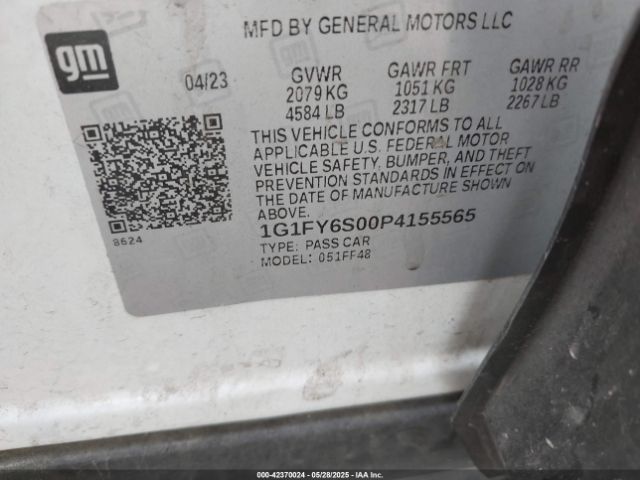 MFD BY GENERAL MOTORS LLC
gm
04/23
GVWR GAWR FRT GAWR RR
2079 KG 1051 KG 1028 KG
4584 LB 2317 LB 2267 LB
THIS VEHICLE CONFORMS TO ALL
APPLICABLE U.S. FEDERAL MOTOR
VEHICLE SAFETY, BUMPER, AND THEFT
PREVENTION STANDARDS IN EFFECT ON
THE DATE OF MANUFACTURE SHOWN
ABOVE.
8624
1G1FY6S00P4155565
TYPE: PASS CAR
MODEL: 051FF48
000-42370024 | 05/28/2025 | IAA, Inc. Copyright